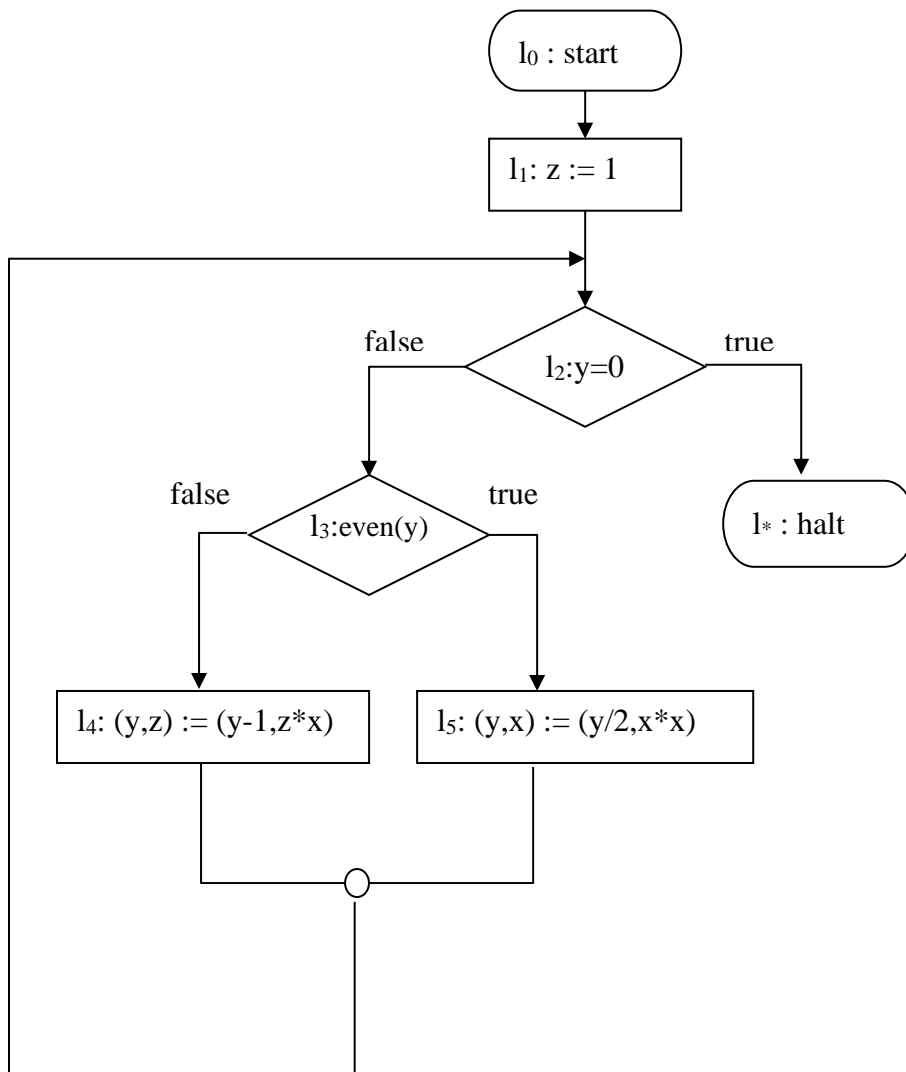 l₀ : start
l₁: z := 1
false
true
l₂:y=0
false
true
l₃:even(y)
l* : halt
l₄: (y,z) := (y-1,z*x)
l₅: (y,x) := (y/2,x*x)